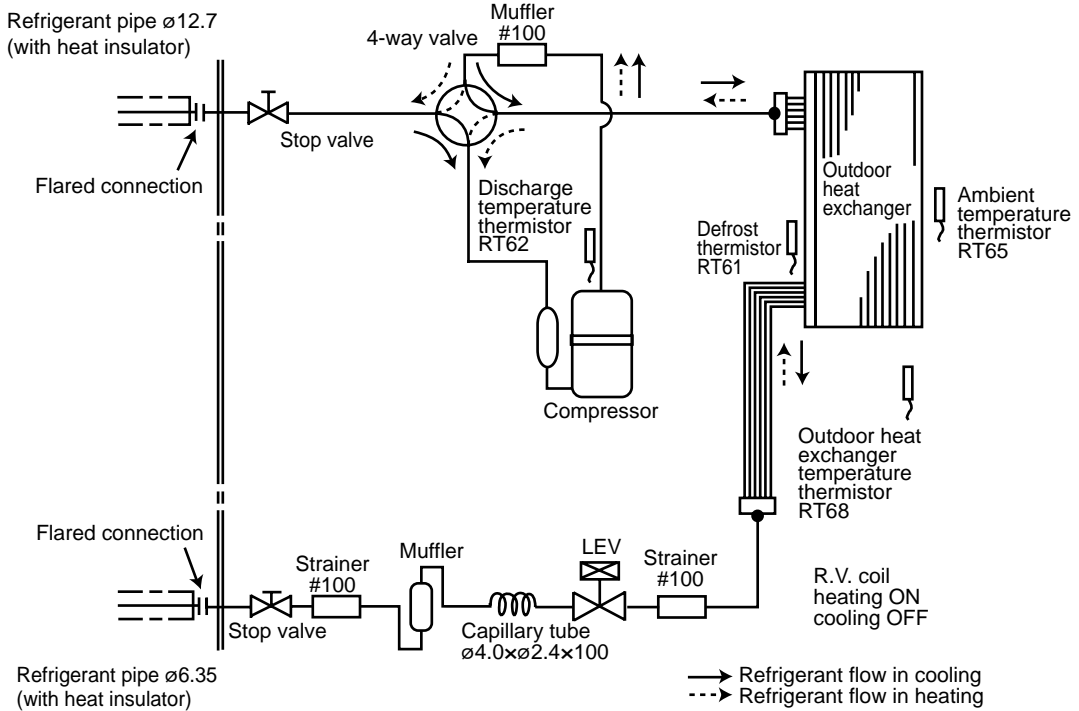 Refrigerant pipe ø12.7
(with heat insulator)
4-way valve
Muffler
#100
Stop valve
Flared connection
Discharge
temperature
thermistor
RT62
Compressor
Outdoor
heat
exchanger
Defrost
thermistor
RT61
Ambient
temperature
thermistor
RT65
Outdoor heat
exchanger
temperature
thermistor
RT68
Flared connection
Stop valve
Strainer
#100
Muffler
Capillary tube
ø4.0×ø2.4×100
LEV
Strainer
#100
R.V. coil
heating ON
cooling OFF
Refrigerant pipe ø6.35
(with heat insulator)
Refrigerant flow in cooling
Refrigerant flow in heating